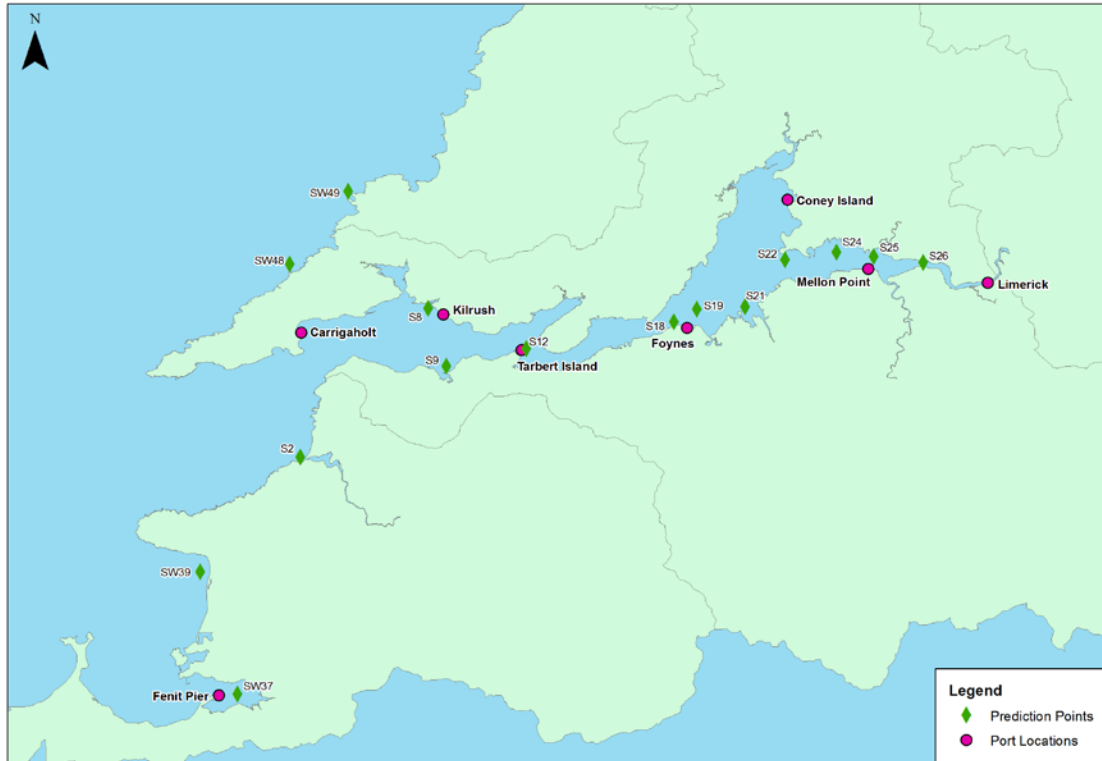 N
SW49
Coney Island
SW48
S22
S24
S25
S26
Mellon Point
Limerick
S8
Kilrush
S19
S21
Carrigaholt
S18
Foynes
S12
S9
Tarbert Island
S2
SW39
Fenit Pier
SW37
Legend
Prediction Points
Port Locations